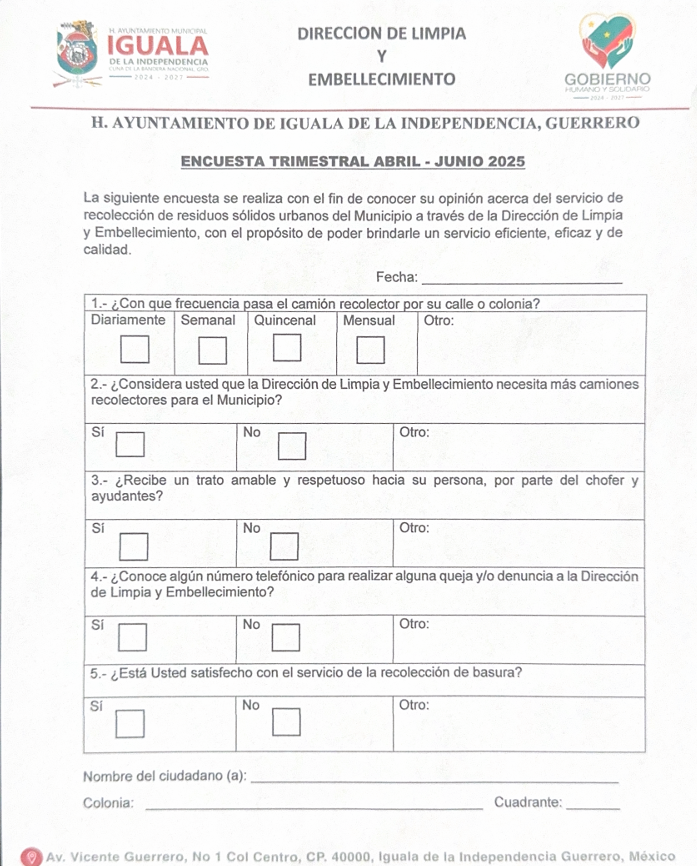 H. AYUNTAMIENTO MUNICIPAL
IGUALA
DE LA INDEPENDENCIA
CUNA DE LA BANDERA NACIONAL, GRO.
2024 - 2027
DIRECCION DE LIMPIA
Y
EMBELLECIMIENTO
GOBIERNO
HUMANO Y SOLIDARIO
2024 - 2027
H. AYUNTAMIENTO DE IGUALA DE LA INDEPENDENCIA, GUERRERO
ENCUESTA TRIMESTRAL ABRIL - JUNIO 2025
La siguiente encuesta se realiza con el fin de conocer su opinión acerca del servicio de
recolección de residuos sólidos urbanos del Municipio a través de la Dirección de Limpia
y Embellecimiento, con el propósito de poder brindarle un servicio eficiente, eficaz y de
calidad.
Fecha:
1.- ¿Con que frecuencia pasa el camión recolector por su calle o colonia?
Diariamente Semanal Quincenal Mensual Otro:
2.- ¿Considera usted que la Dirección de Limpia y Embellecimiento necesita más camiones
recolectores para el Municipio?
Sí No Otro:
3.- ¿Recibe un trato amable y respetuoso hacia su persona, por parte del chofer y
ayudantes?
Sí No Otro:
4.- ¿Conoce algún número telefónico para realizar alguna queja y/o denuncia a la Dirección
de Limpia y Embellecimiento?
Sí No Otro:
5.- ¿Está Usted satisfecho con el servicio de la recolección de basura?
Sí No Otro:
Nombre del ciudadano (a):
Colonia: Cuadrante:
Av. Vicente Guerrero, No 1 Col Centro, CP. 40000, Iguala de la Independencia Guerrero, México